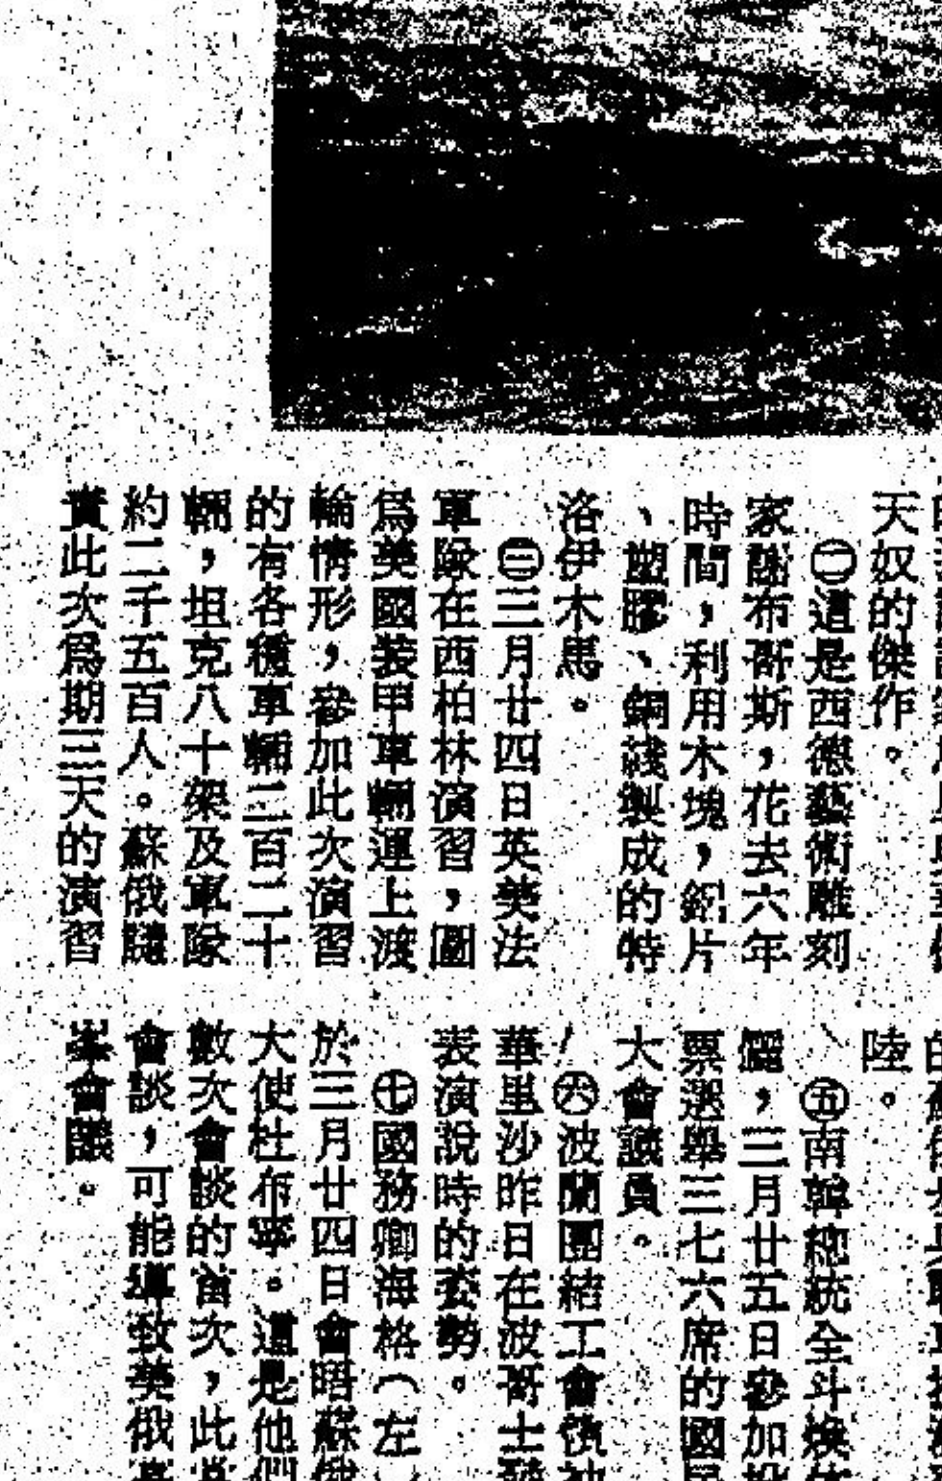 天奴的傑作。
㊁這是西德藝術雕刻
家謝布哥斯，花去六年
時間，利用木塊，鋁片
、塑膠、銅綫製成的特
洛伊木馬。
㊂三月廿四日英美法
軍隊在西柏林演習，圖
爲美國裝甲車輛運上渡
輪情形，參加此次演習
的有各種車輛三百二十
輛，坦克八十架及軍隊
約二千五百人。蘇俄譴
責此次爲期三天的演習
陸。
㊄南韓總統全斗煥
儷，三月廿五日參加投
票選舉三七六席的國民
大會議員。
㊅波蘭團結工會領袖
華里沙昨日在波哥士
表演說時的姿勢。
㊆國務卿海格（左
於三月廿四日會晤蘇俄
大使杜布寧。這是他們
數次會談的首次，此
會談，可能導致美俄高
峯會議。